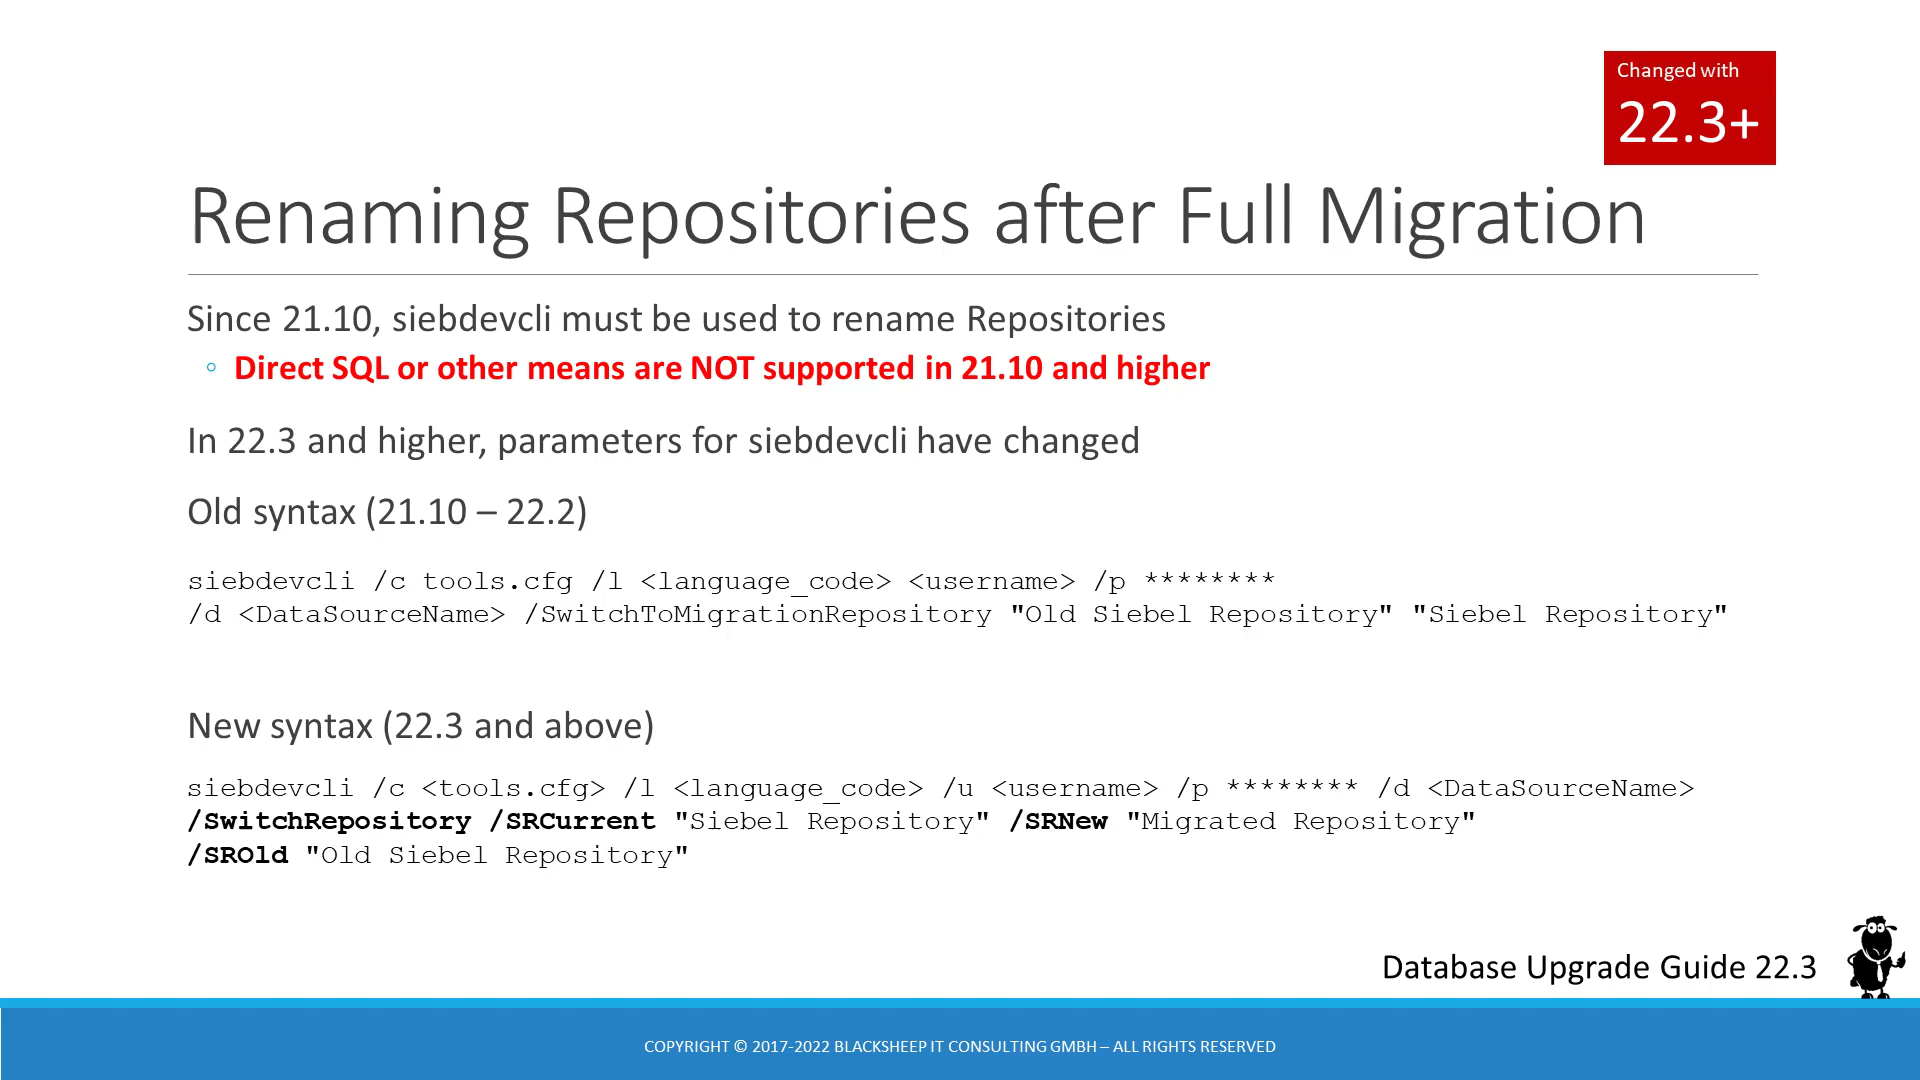 Changed with
22.3+
Renaming Repositories after Full Migration
Since 21.10, siebdevcli must be used to rename Repositories
◦ Direct SQL or other means are NOT supported in 21.10 and higher
In 22.3 and higher, parameters for siebdevcli have changed
Old syntax (21.10 – 22.2)
siebdevcli /c tools.cfg /l <language_code> <username> /p ********
/d <DataSourceName> /SwitchToMigrationRepository "Old Siebel Repository" "Siebel Repository"
New syntax (22.3 and above)
siebdevcli /c <tools.cfg> /l <language_code> /u <username> /p ******** /d <DataSourceName>
/SwitchRepository /SRCurrent "Siebel Repository" /SRNew "Migrated Repository"
/SROld "Old Siebel Repository"
Database Upgrade Guide 22.3
COPYRIGHT © 2017-2022 BLACKSHEEP IT CONSULTING GMBH – ALL RIGHTS RESERVED